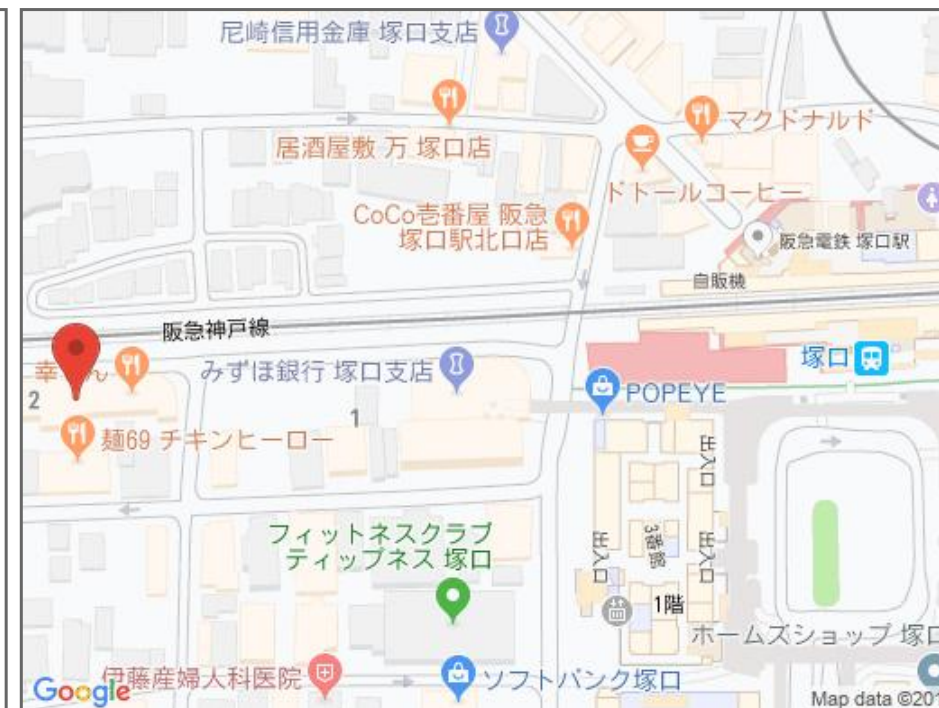 尼崎信用金庫 塚口支店
マクドナルド
居酒屋敷 万 塚口店
ドトールコーヒー
CoCo壱番屋 阪急
塚口駅北口店
阪急電鉄 塚口駅
自販機
阪急神戸線
塚口
みずほ銀行 塚口支店
POPEYE
2
1
麺69 チキンヒーロー
出入口
フィットネスクラブ
ティップネス 塚口
出入口
3番館
出入口
1階
ホームズショップ 塚口
伊藤産婦人科医院
ソフトバンク塚口
Google
Map data ©201